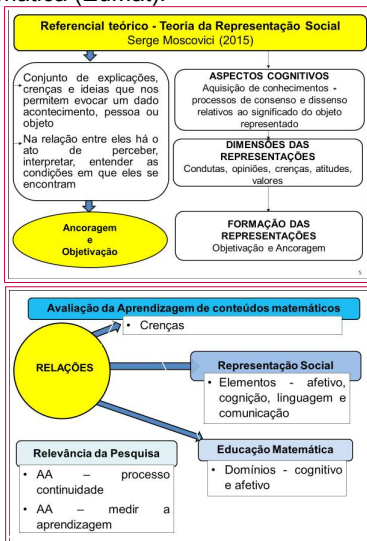 mática (Edumat).
Referencial teórico - Teoria da Representação Social
Serge Moscovici (2015)
Conjunto de explicações,
crenças e ideias que nos
permitem evocar um dado
acontecimento, pessoa ou
objeto
Na relação entre eles há o
ato de perceber,
interpretar, entender as
condições em que eles se
encontram
Ancoragem
e
Objetivação
ASPECTOS COGNITIVOS
Aquisição de conhecimentos -
processos de consenso e dissenso
relativos ao significado do objeto
representado
DIMENSÕES DAS
REPRESENTAÇÕES
Condutas, opiniões, crenças, atitudes,
valores
FORMAÇÃO DAS
REPRESENTAÇÕES
Objetivação e Ancoragem
5
Avaliação da Aprendizagem de conteúdos matemáticos
• Crenças
RELAÇÕES
Representação Social
• Elementos - afetivo,
cognição, linguagem e
comunicação
Educação Matemática
• Domínios - cognitivo
e afetivo
Relevância da Pesquisa
• AA – processo
continuidade
• AA – medir a
aprendizagem